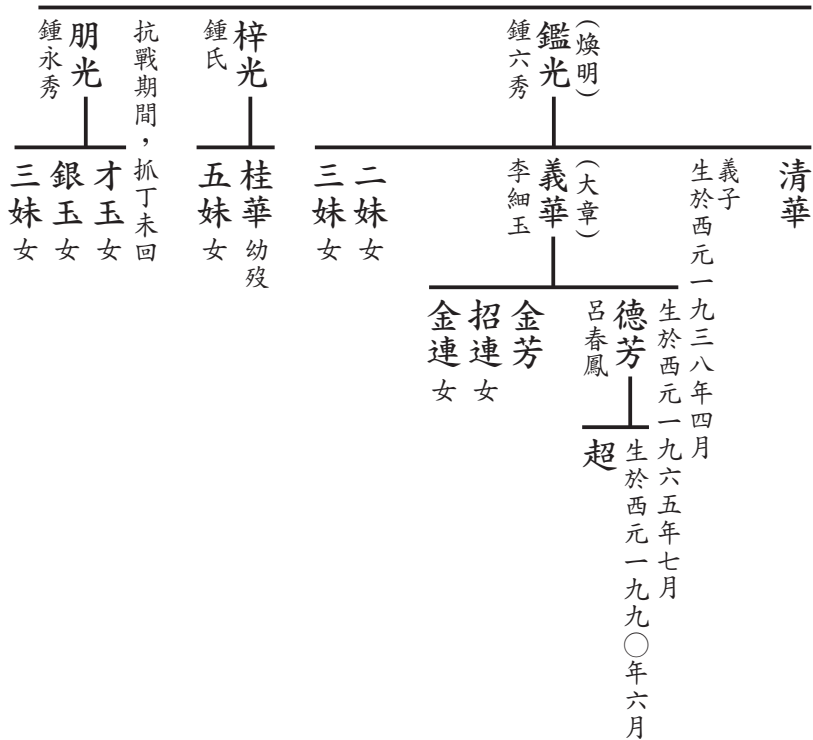 (煥明)
鑑光
鍾六秀
清華
義子
生於西元一九三八年四月
(大章)
義華
李細玉
生於西元一九六五年七月
德芳
呂春鳳
生於西元一九九〇年六月
超
金芳
招連 女
金連 女
二妹 女
三妹 女
梓光
鍾氏
桂華 幼歿
五妹 女
抗戰期間，抓丁未回
朋光
鍾永秀
才玉 女
銀玉 女
三妹 女